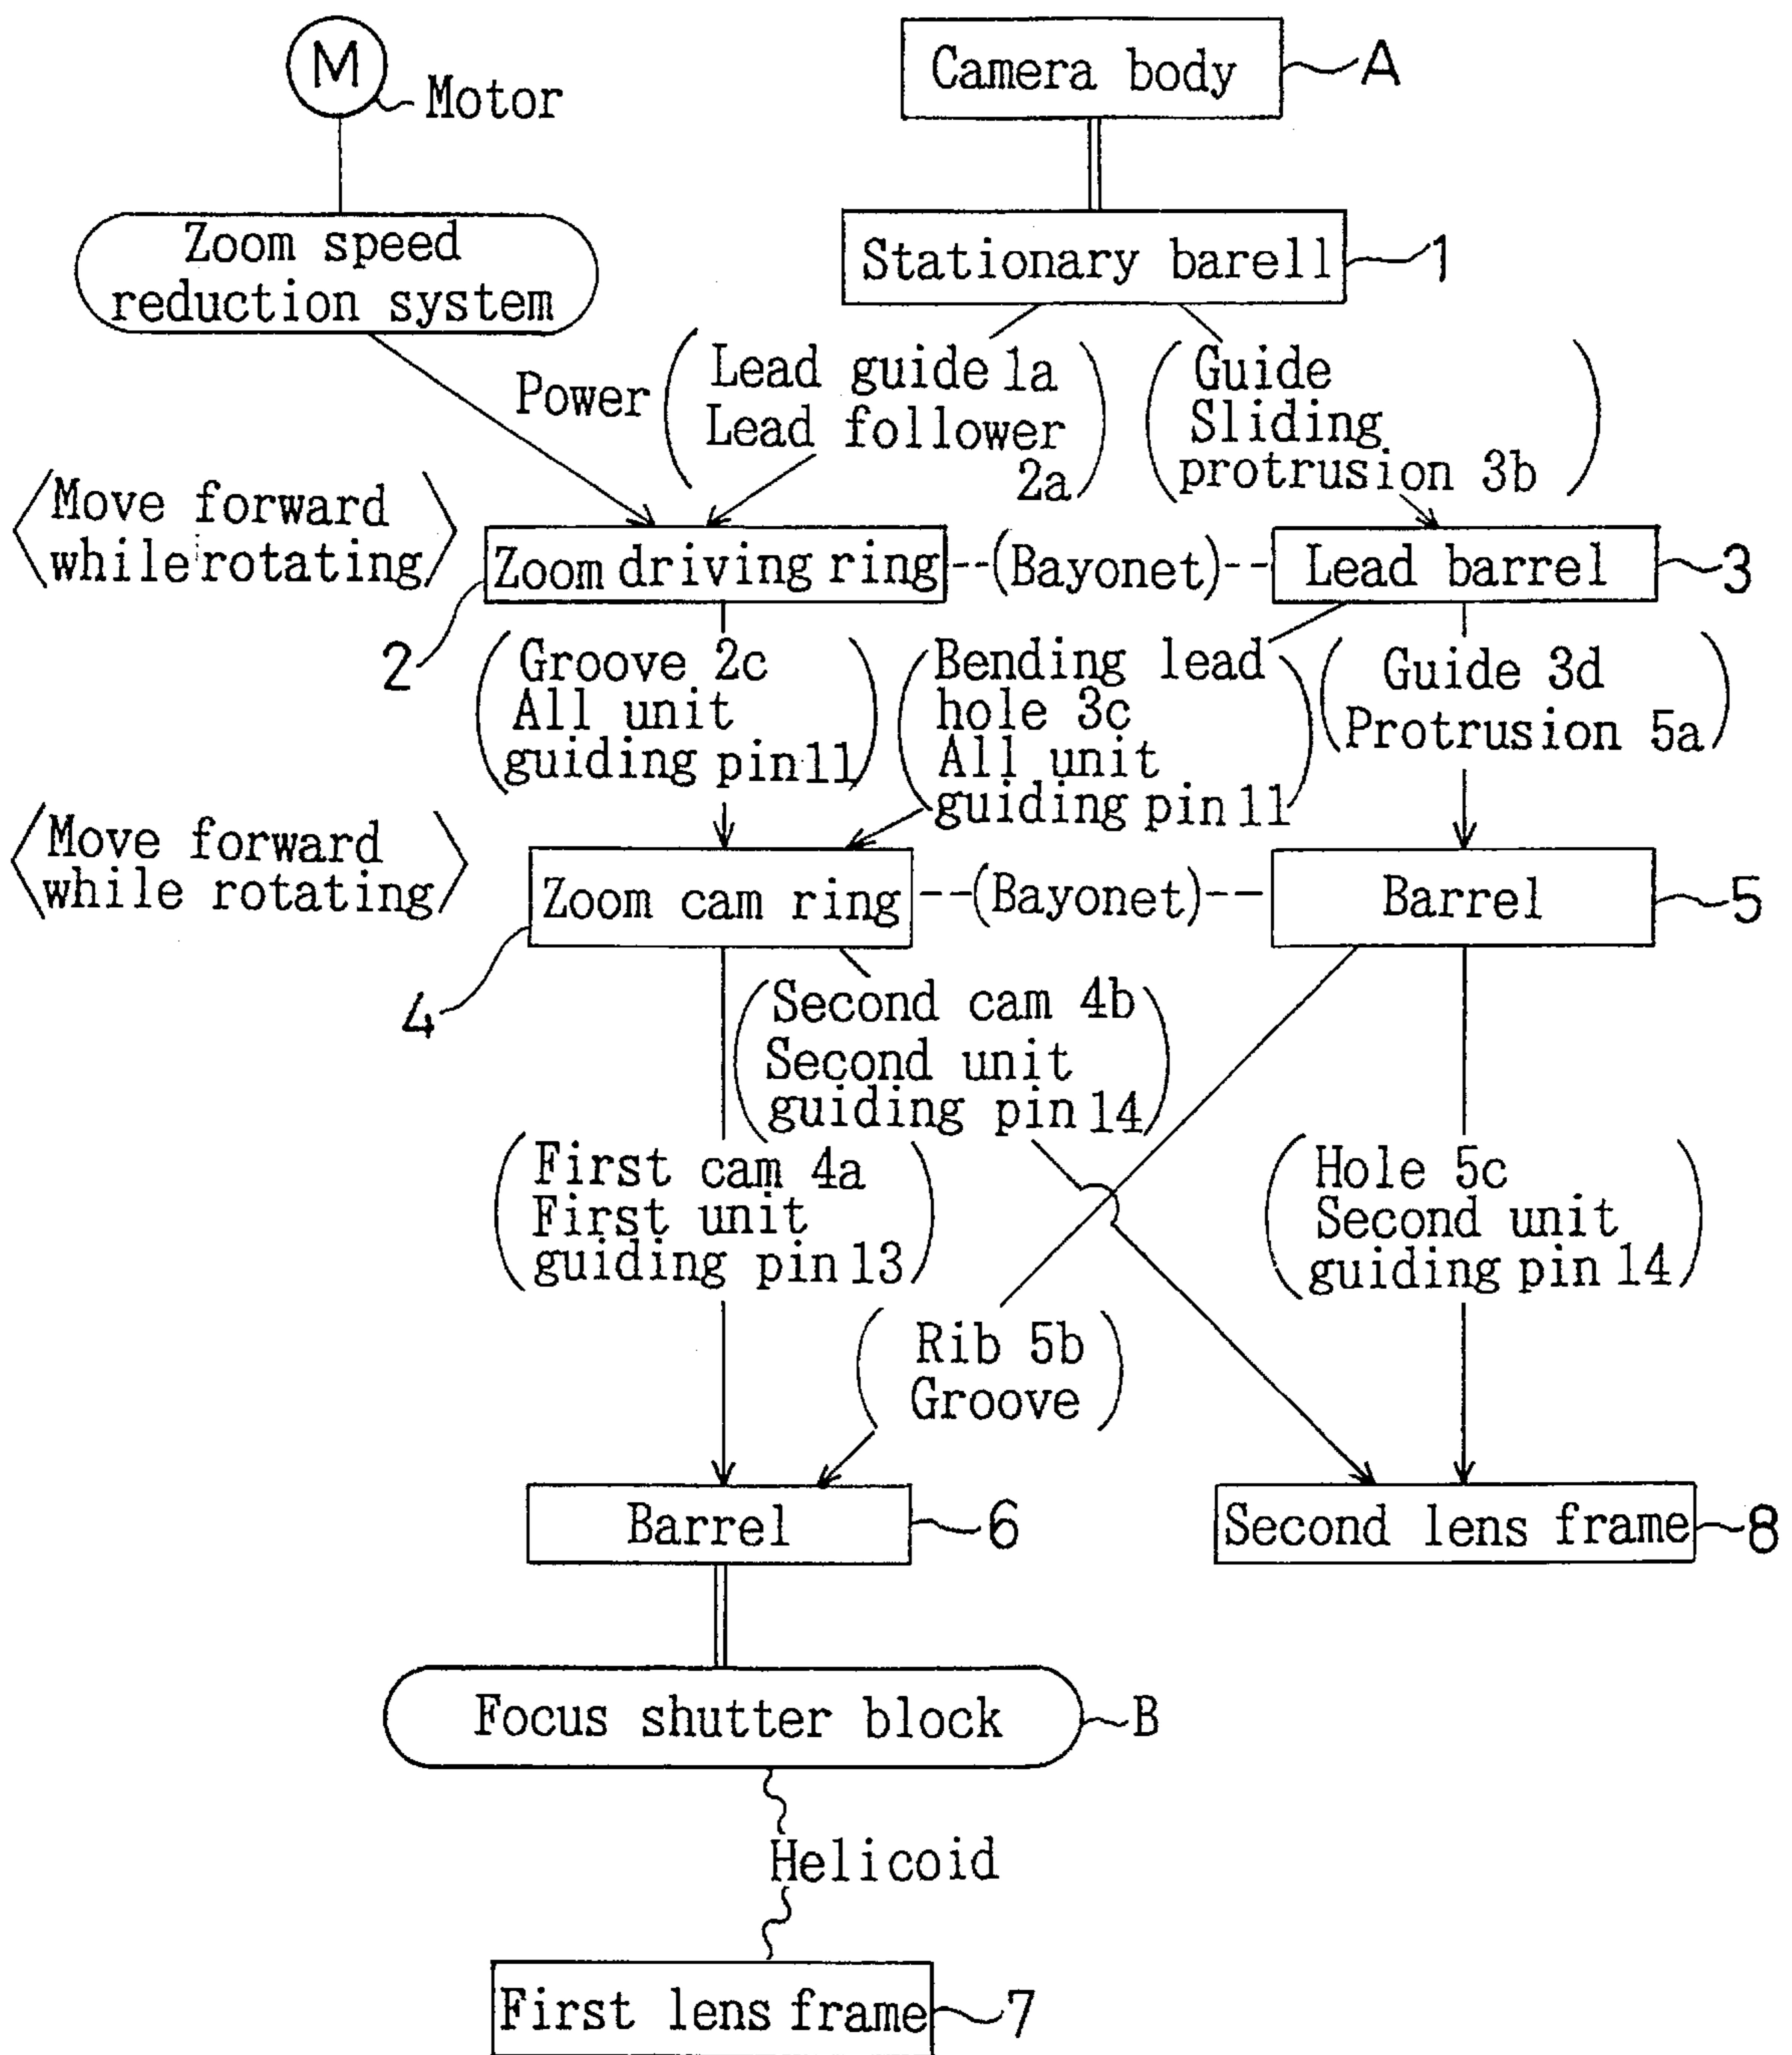 M
Motor
Camera body
A
Zoom speed
reduction system
Stationary barell
1
Power
Lead guide 1a
Lead follower
2a
Guide
Sliding
protrusion 3b
Move forward
while rotating
Zoom driving ring
2
(Bayonet)
Lead barrel
3
Groove 2c
All unit
guiding pin 11
Bending lead
hole 3c
All unit
guiding pin 11
Guide 3d
Protrusion 5a
Move forward
while rotating
Zoom cam ring
4
(Bayonet)
Barrel
5
Second cam 4b
Second unit
guiding pin 14
First cam 4a
First unit
guiding pin 13
Hole 5c
Second unit
guiding pin 14
Rib 5b
Groove
Barrel
6
Second lens frame
8
Focus shutter block
B
Helicoid
First lens frame
7